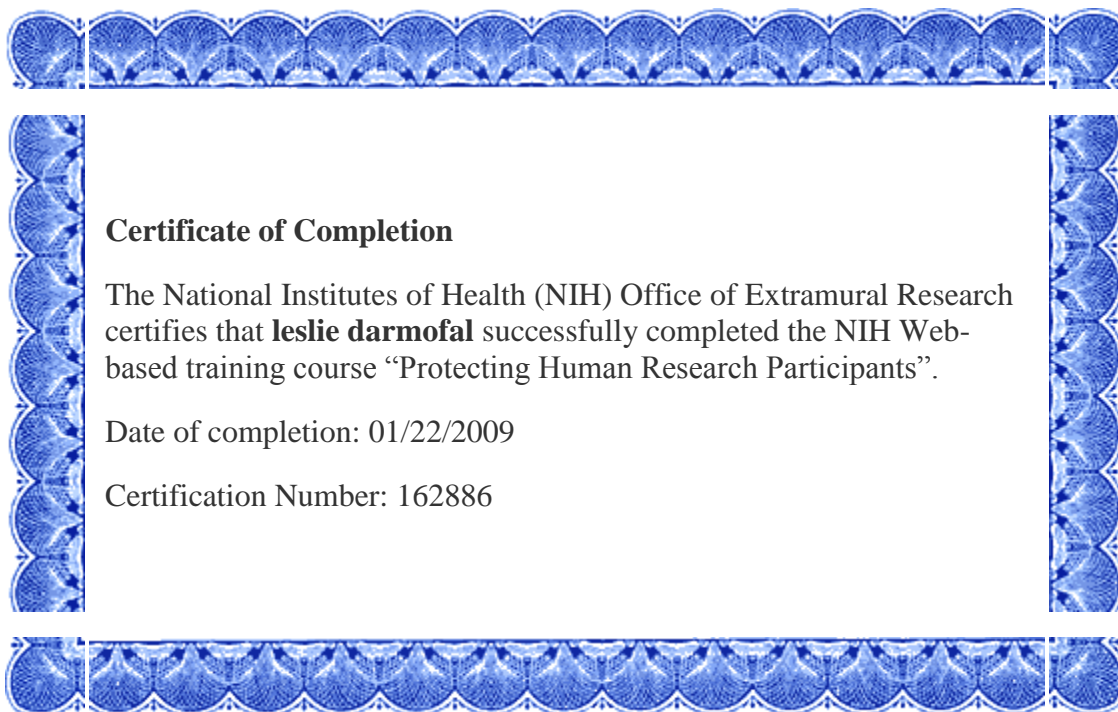 Certificate of Completion
The National Institutes of Health (NIH) Office of Extramural Research
certifies that leslie darmofal successfully completed the NIH Web-
based training course “Protecting Human Research Participants”.
Date of completion: 01/22/2009
Certification Number: 162886